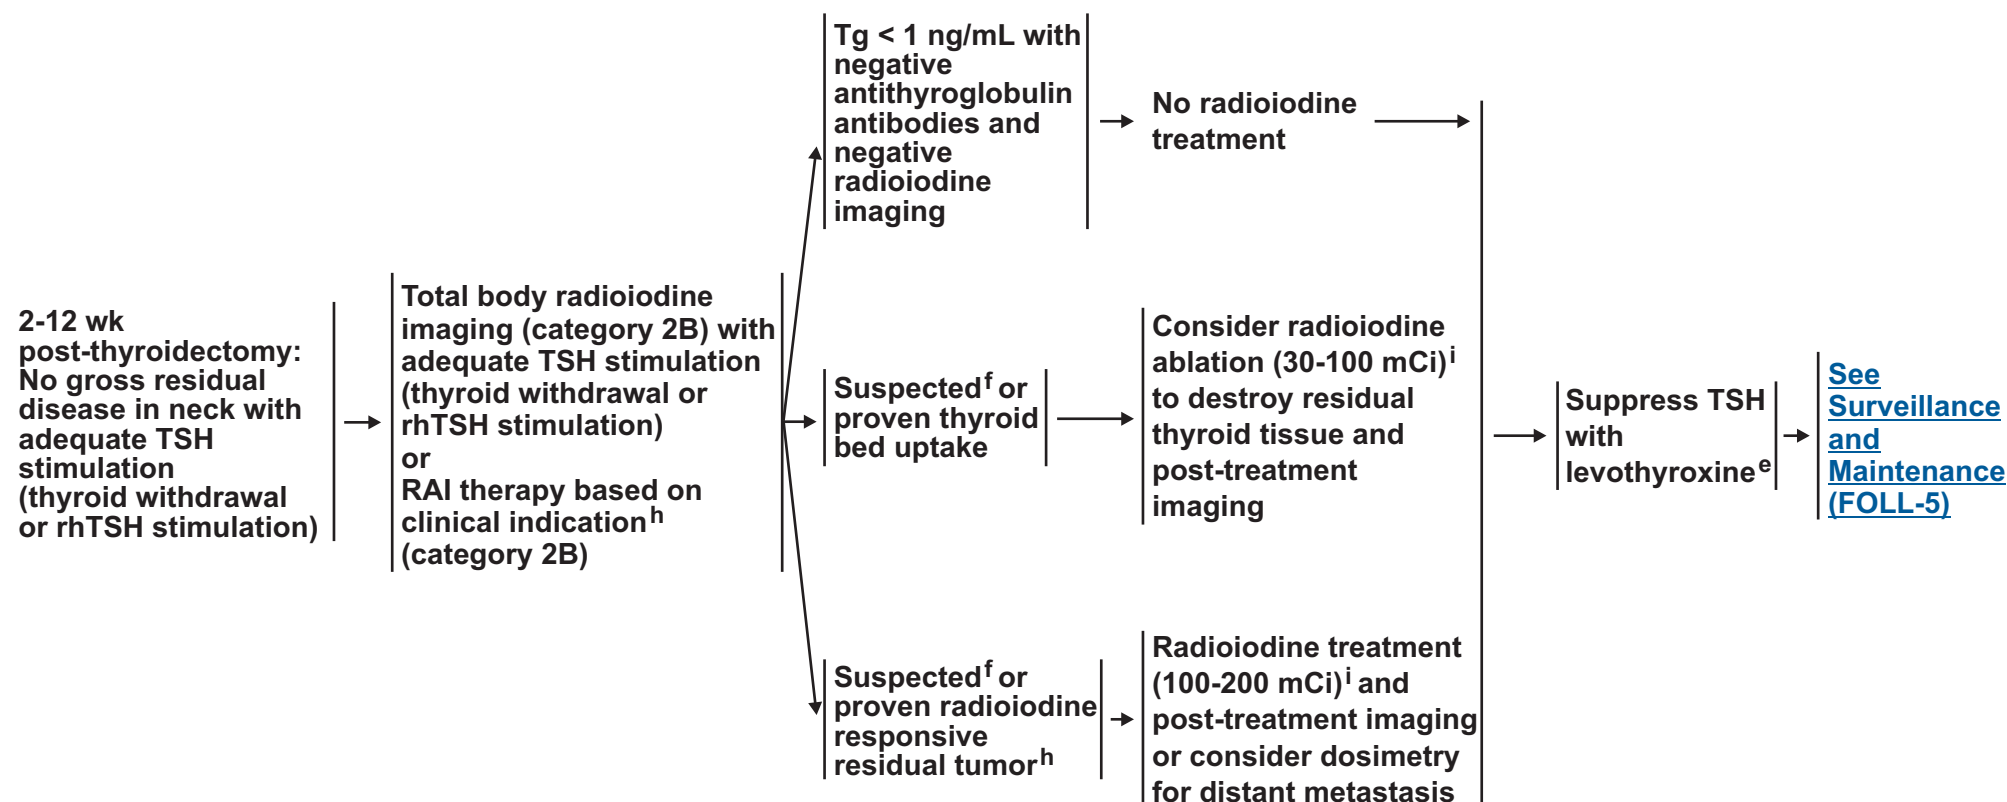 2-12 wk
post-thyroidectomy:
No gross residual
disease in neck with
adequate TSH
stimulation
(thyroid withdrawal
or rhTSH stimulation)
Total body radioiodine
imaging (category 2B) with
adequate TSH stimulation
(thyroid withdrawal or
rhTSH stimulation)
or
RAI therapy based on
clinical indication h
(category 2B)
Tg < 1 ng/mL with
negative
antithyroglobulin
antibodies and
negative
radioiodine
imaging
No radioiodine
treatment
Suspected f or
proven thyroid
bed uptake
Consider radioiodine
ablation (30-100 mCi) i
to destroy residual
thyroid tissue and
post-treatment
imaging
Suspected f or
proven radioiodine
responsive
residual tumor h
Radioiodine treatment
(100-200 mCi) i and
post-treatment imaging
or consider dosimetry
for distant metastasis
Suppress TSH
with
levothyroxine e
See
Surveillance
and
Maintenance
(FOLL-5)